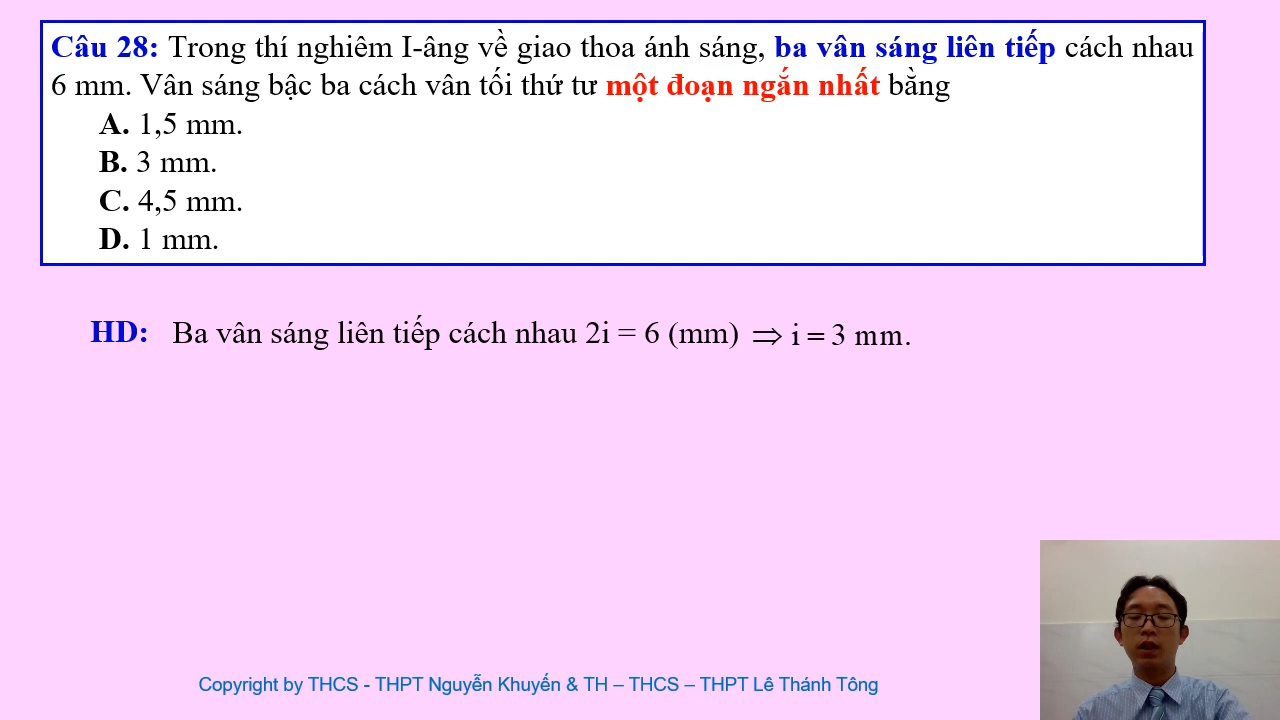 Câu 28: Trong thí nghiêm I-âng về giao thoa ánh sáng, ba vân sáng liên tiếp cách nhau
6 mm. Vân sáng bậc ba cách vân tối thứ tư một đoạn ngắn nhất bằng
A. 1,5 mm.
B. 3 mm.
C. 4,5 mm.
D. 1 mm.
HD: Ba vân sáng liên tiếp cách nhau 2i = 6 (mm) ⇒ i = 3 mm.
Copyright by THCS - THPT Nguyễn Khuyến & TH – THCS – THPT Lê Thánh Tông